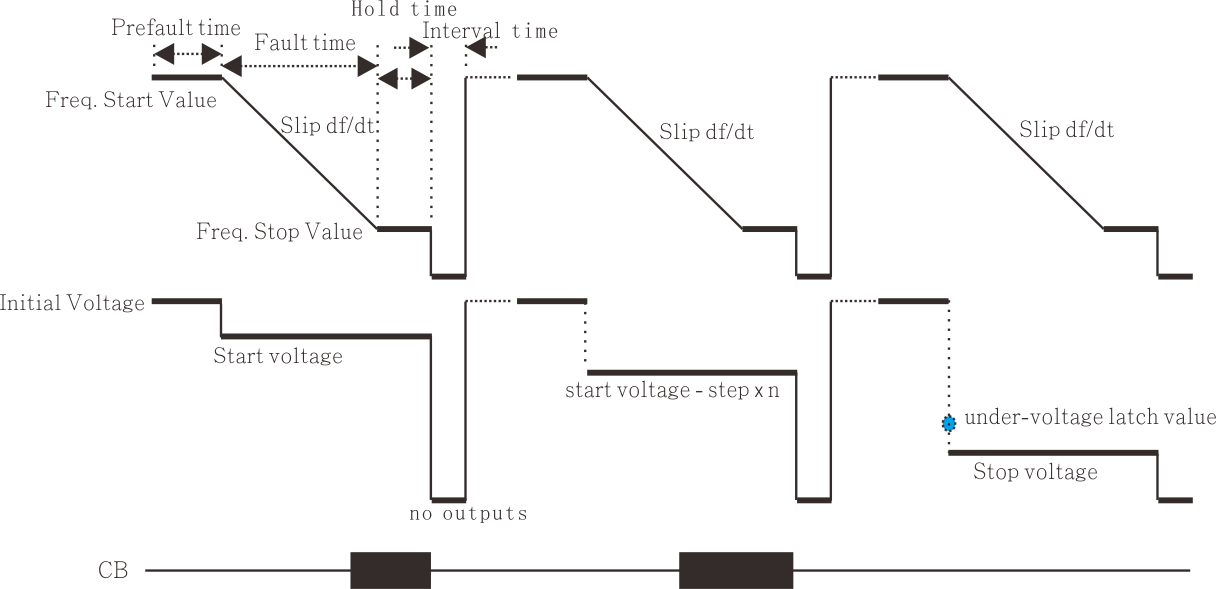 Hold time
Prefault time
Interval time
Fault time
Freq. Start Value
Slip df/dt
Slip df/dt
Slip df/dt
Freq. Stop Value
Initial Voltage
Start voltage
start voltage - step x n
under-voltage latch value
Stop voltage
no outputs
CB